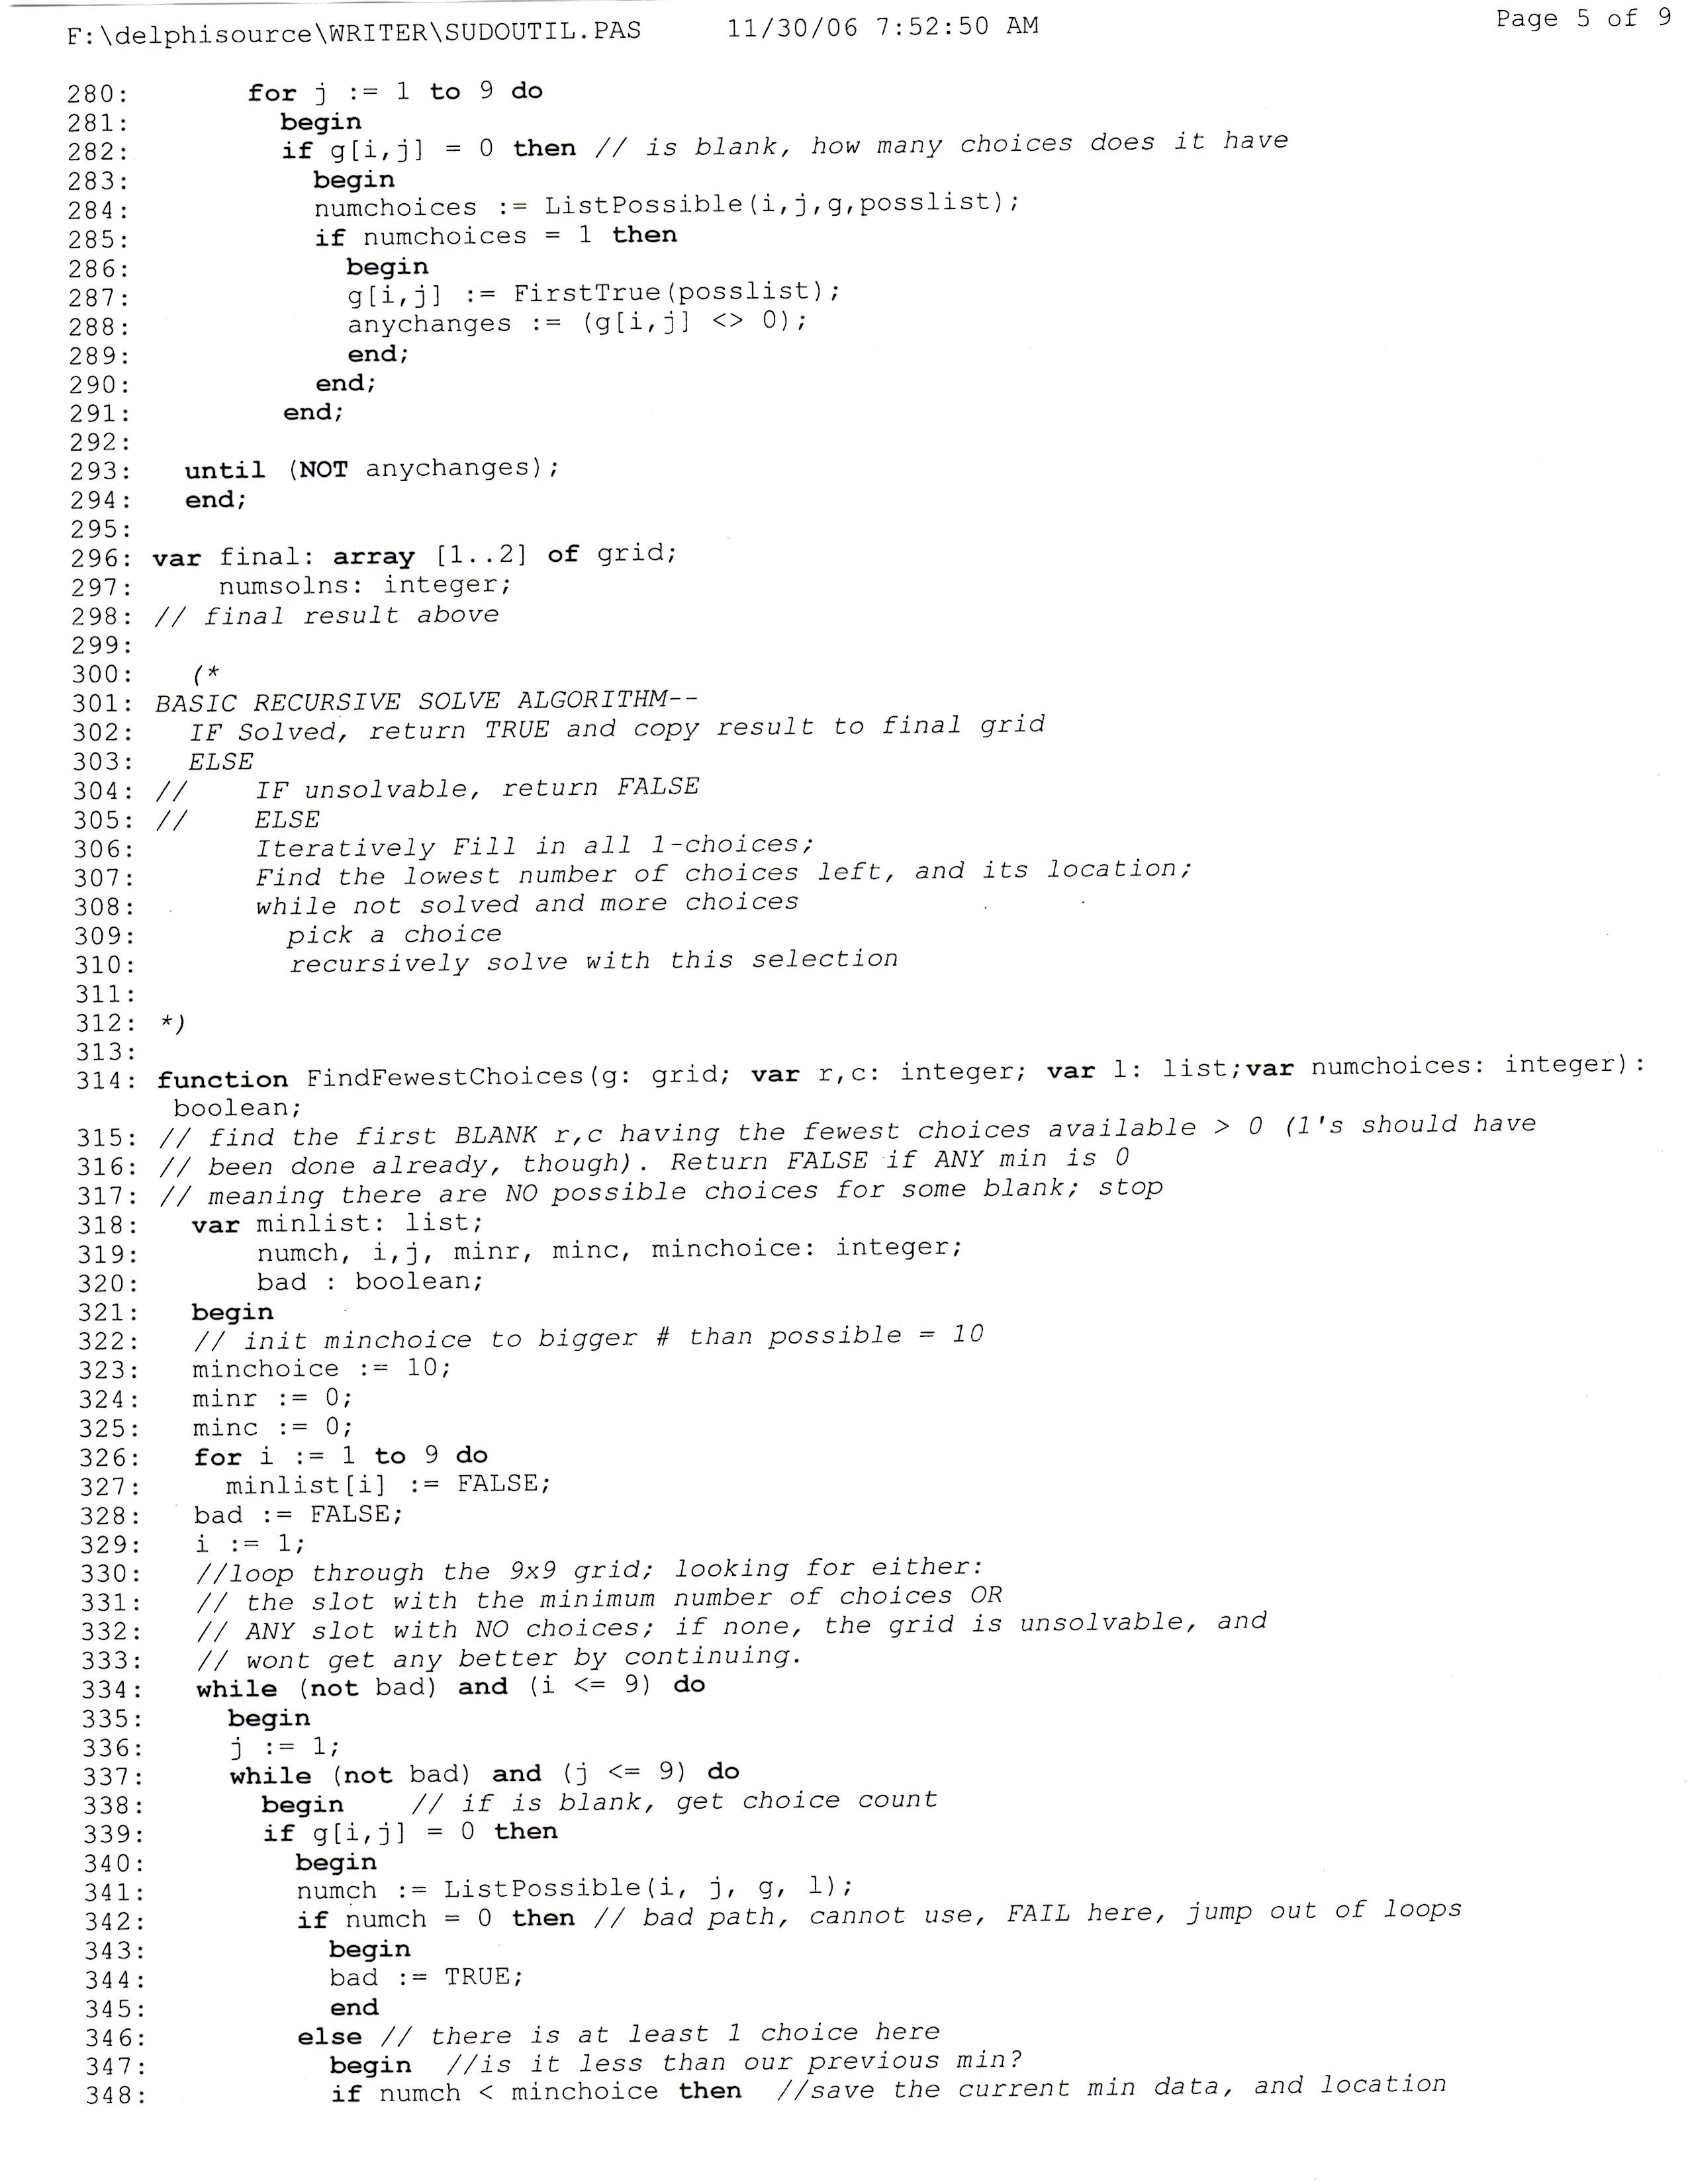 F:\delphisource\WRITER\SUDOUTIL.PAS 11/30/06 7:52:50 AM Page 5 of 9
280: for j := 1 to 9 do
281: begin
282: if g[i,j] = 0 then // is blank, how many choices does it have
283: begin
284: numchoices := ListPossible(i,j,g,posslist);
285: if numchoices = 1 then
286: begin
287: g[i,j] := FirstTrue(posslist);
288: anychanges := (g[i,j] <> 0);
289: end;
290: end;
291: end;
292:
293: until (NOT anychanges);
294: end;
295:
296: var final: array [1..2] of grid;
297: numsolns: integer;
298: // final result above
299:
300: (*
301: BASIC RECURSIVE SOLVE ALGORITHM--
302: IF Solved, return TRUE and copy result to final grid
303: ELSE
304: // IF unsolvable, return FALSE
305: // ELSE
306: Iteratively Fill in all 1-choices;
307: Find the lowest number of choices left, and its location;
308: while not solved and more choices
309: pick a choice
310: recursively solve with this selection
311:
312: *)
313:
314: function FindFewestChoices(g: grid; var r,c: integer; var l: list;var numchoices: integer):
boolean;
315: // find the first BLANK r,c having the fewest choices available > 0 (1's should have
316: // been done already, though). Return FALSE if ANY min is 0
317: // meaning there are NO possible choices for some blank; stop
318: var minlist: list;
319: numch, i,j, minr, minc, minchoice: integer;
320: bad : boolean;
321: begin
322: // init minchoice to bigger # than possible = 10
323: minchoice := 10;
324: minr := 0;
325: minc := 0;
326: for i := 1 to 9 do
327: minlist[i] := FALSE;
328: bad := FALSE;
329: i := 1;
330: //loop through the 9x9 grid; looking for either:
331: // the slot with the minimum number of choices OR
332: // ANY slot with NO choices; if none, the grid is unsolvable, and
333: // wont get any better by continuing.
334: while (not bad) and (i <= 9) do
335: begin
336: j := 1;
337: while (not bad) and (j <= 9) do
338: begin // if is blank, get choice count
339: if g[i,j] = 0 then
340: begin
341: numch := ListPossible(i, j, g, l);
342: if numch = 0 then // bad path, cannot use, FAIL here, jump out of loops
343: begin
344: bad := TRUE;
345: end
346: else // there is at least 1 choice here
347: begin //is it less than our previous min?
348: if numch < minchoice then //save the current min data, and location